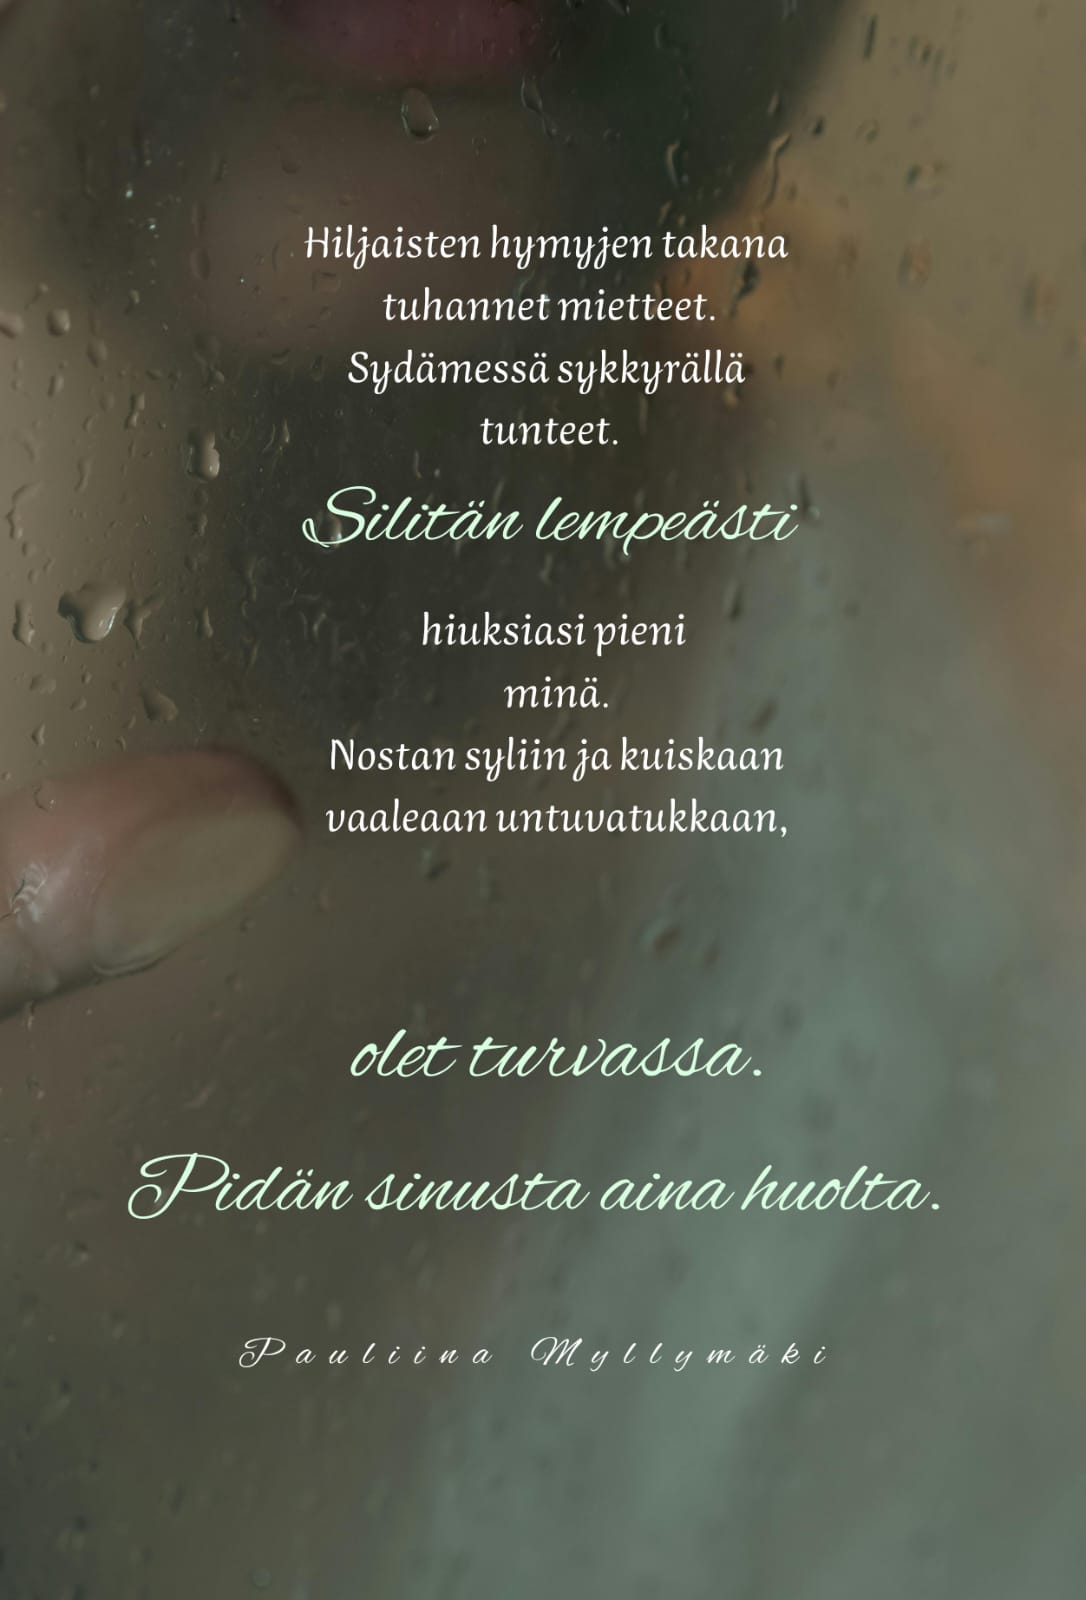 Hiljaisten hymyjen takana
tuhannet mietteet.
Sydämessä sykkyrällä
tunteet.
Silitän lempeästi
hiuksiasi pieni
minä.
Nostan syliin ja kuiskaan
vaaleaan untuvatukkaan,
olet turvassa.
Pidän sinusta aina huolta.
Pauliina Myllymäki